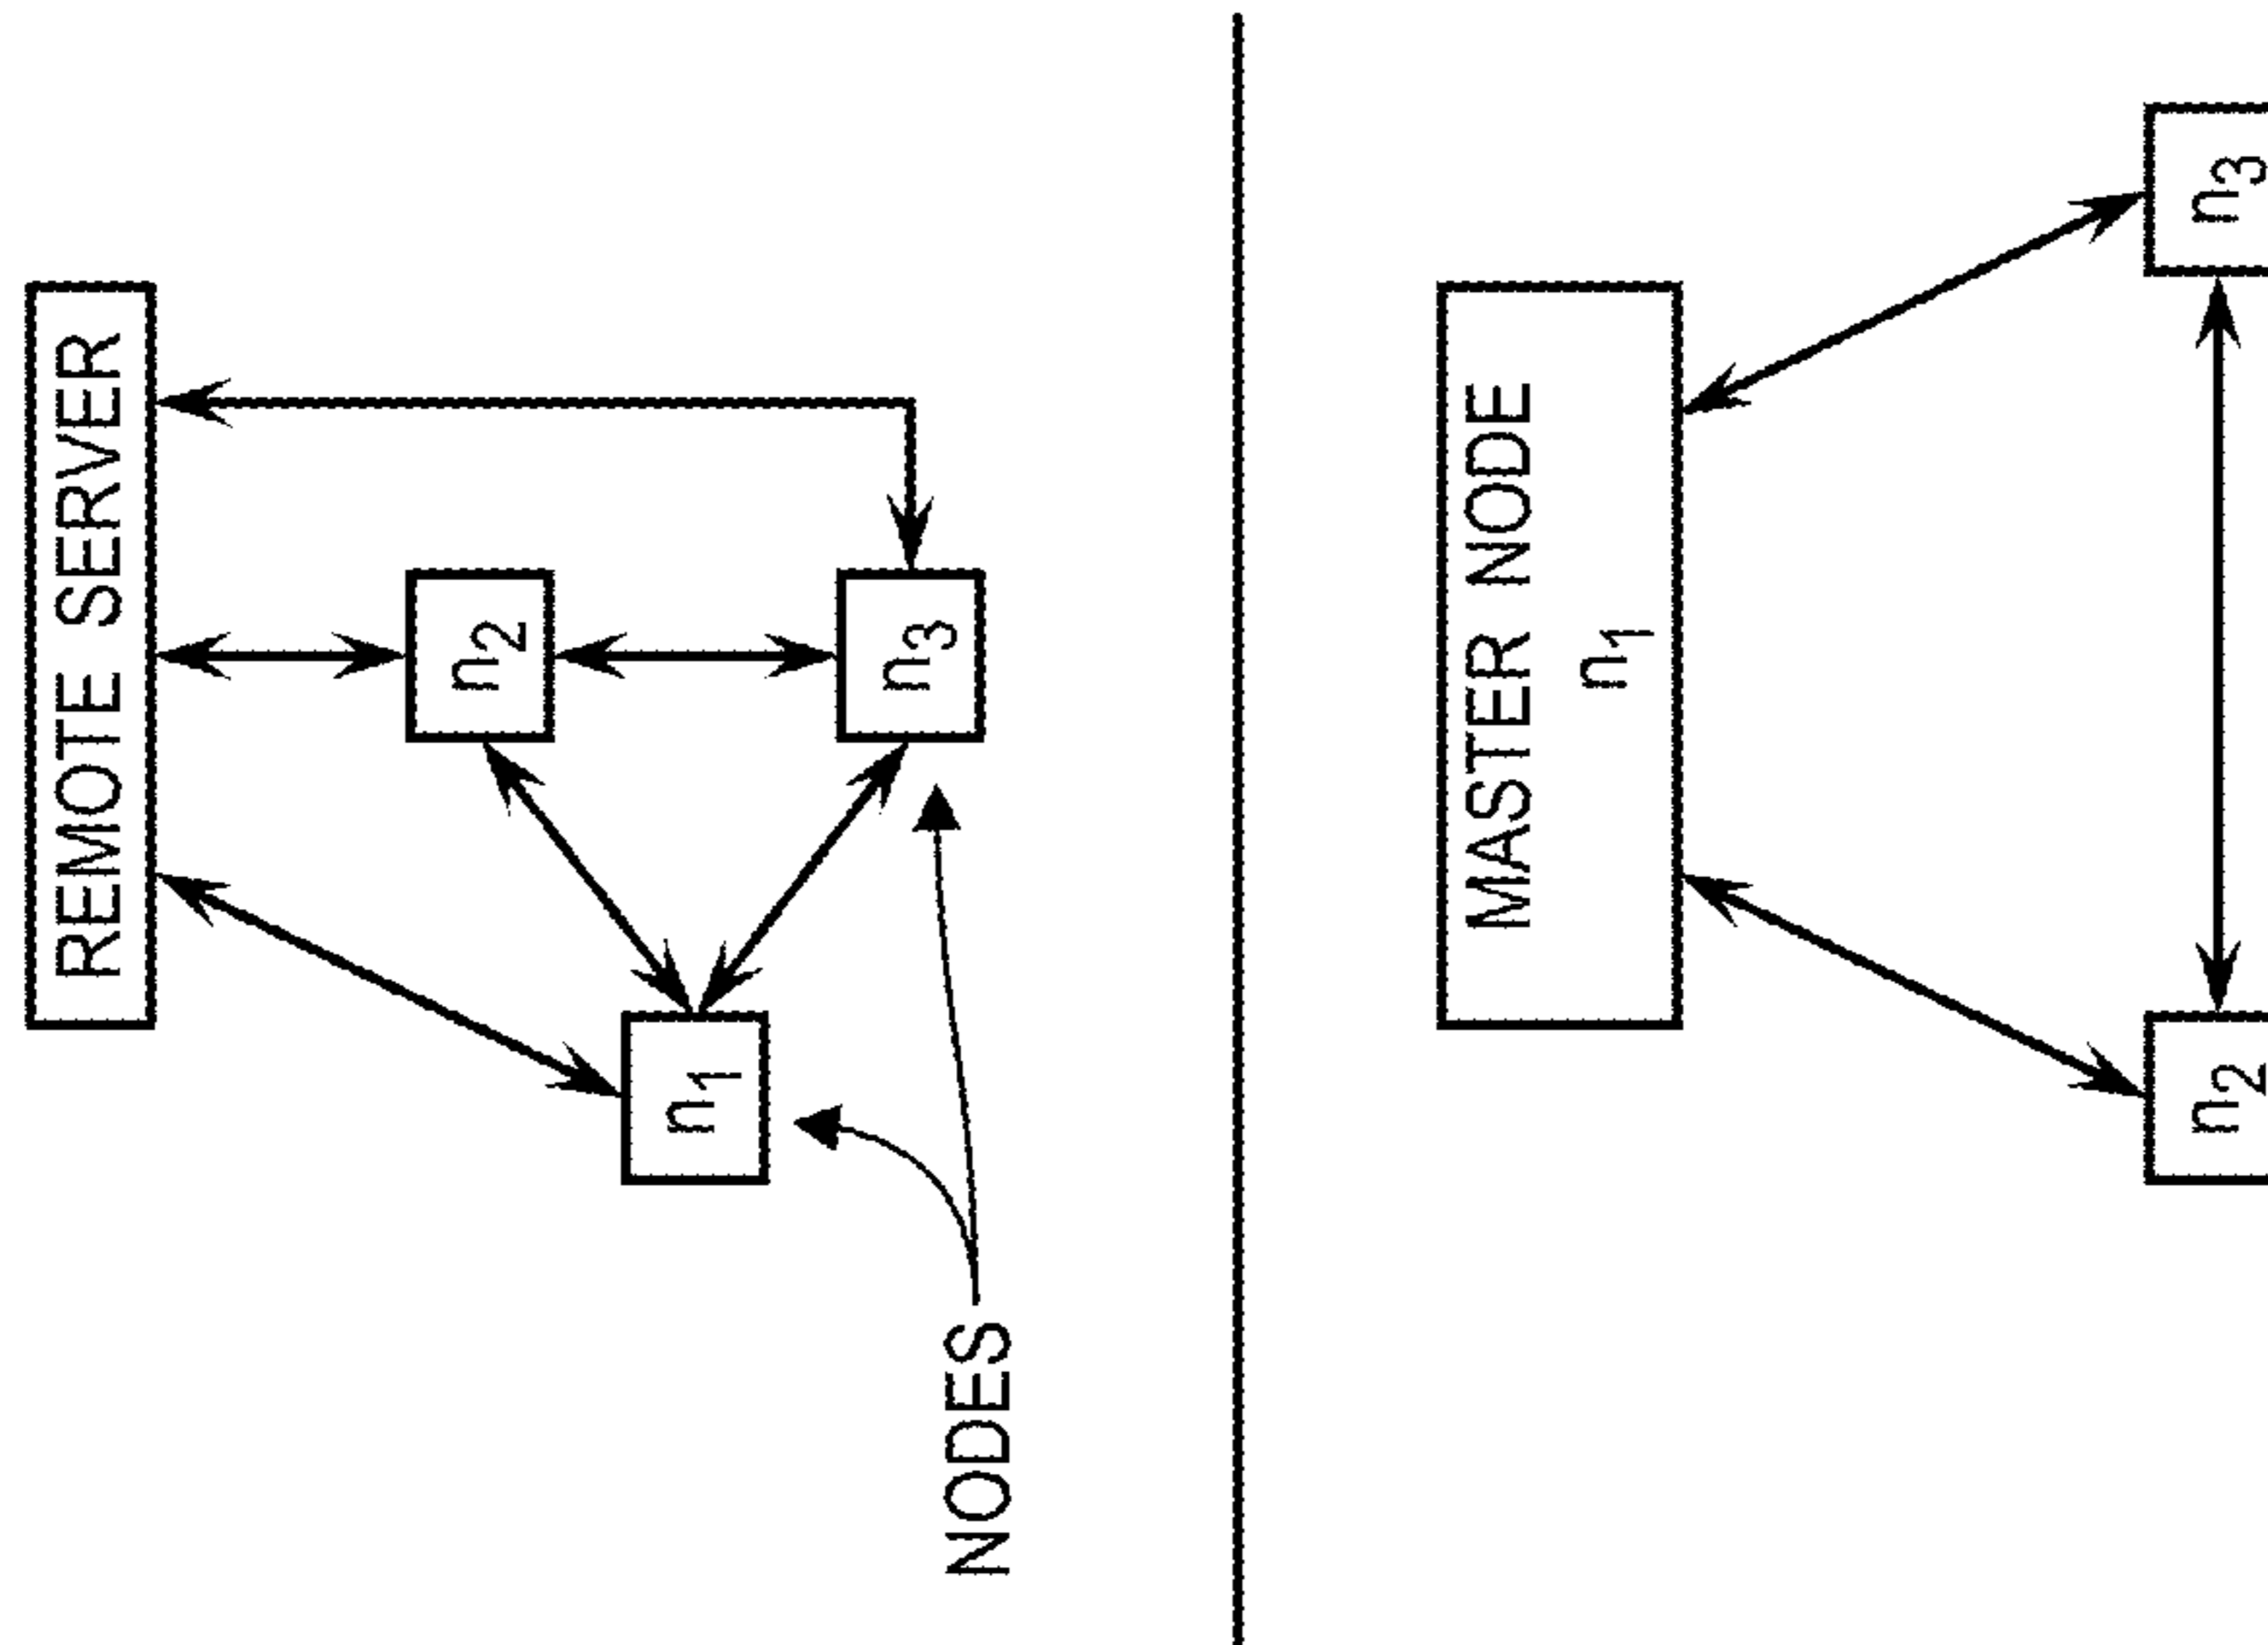 REMOTE SERVER
n2
n3
n1
NODES
MASTER NODE
n1
n3
n2